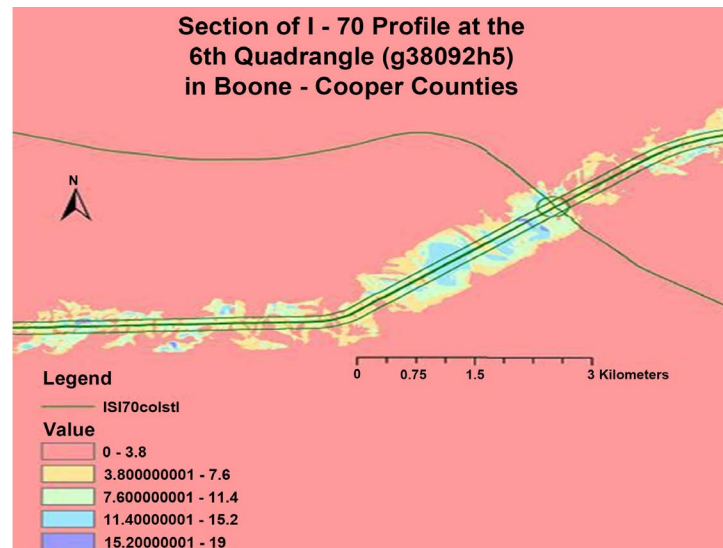 Section of I - 70 Profile at the
6th Quadrangle (g38092h5)
in Boone - Cooper Counties
N
0 0.75 1.5 3 Kilometers
Legend
ISI70colstl
Value
0 - 3.8
3.800000001 - 7.6
7.600000001 - 11.4
11.40000001 - 15.2
15.20000001 - 19